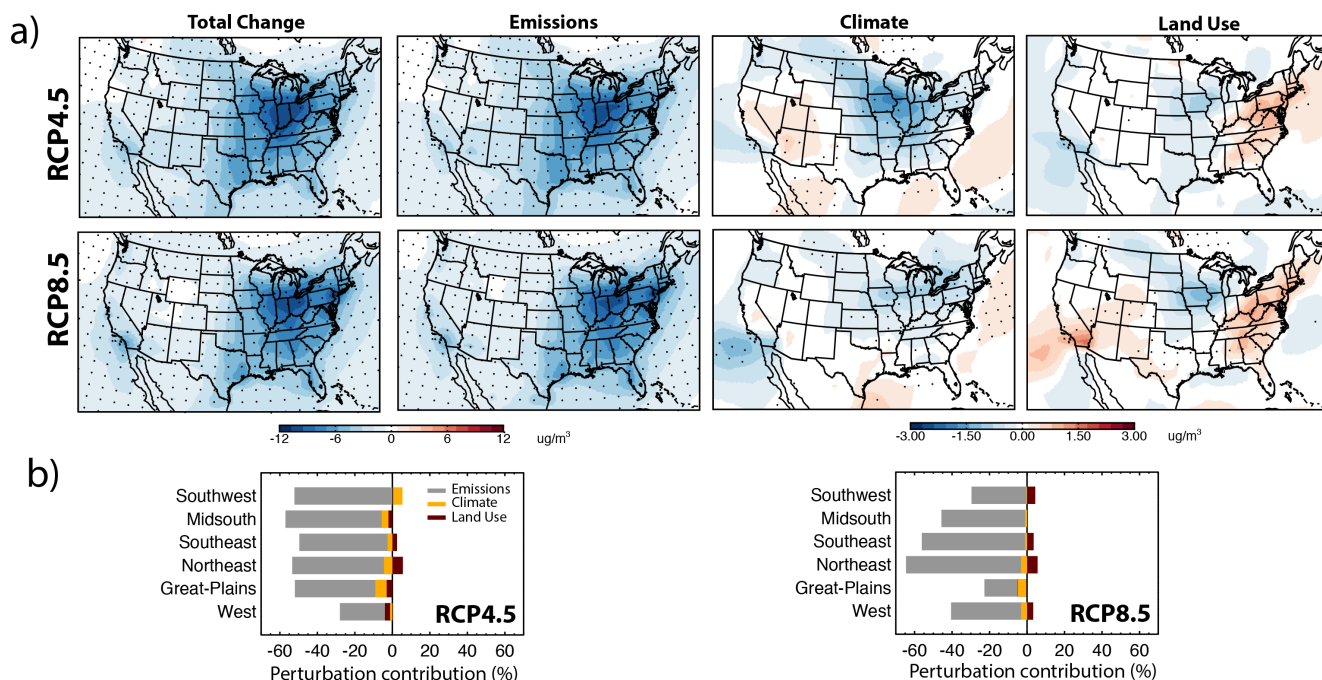 a)
Total Change Emissions Climate Land Use
RCP4.5
RCP8.5
-12 -6 0 6 12 ug/m³
-3.00 -1.50 0.00 1.50 3.00 ug/m³
b)
Southwest
Midsouth
Southeast
Northeast
Great-Plains
West
Emissions
Climate
Land Use
RCP4.5
-60 -40 -20 0 20 40 60
Perturbation contribution (%)
Southwest
Midsouth
Southeast
Northeast
Great-Plains
West
RCP8.5
-60 -40 -20 0 20 40 60
Perturbation contribution (%)